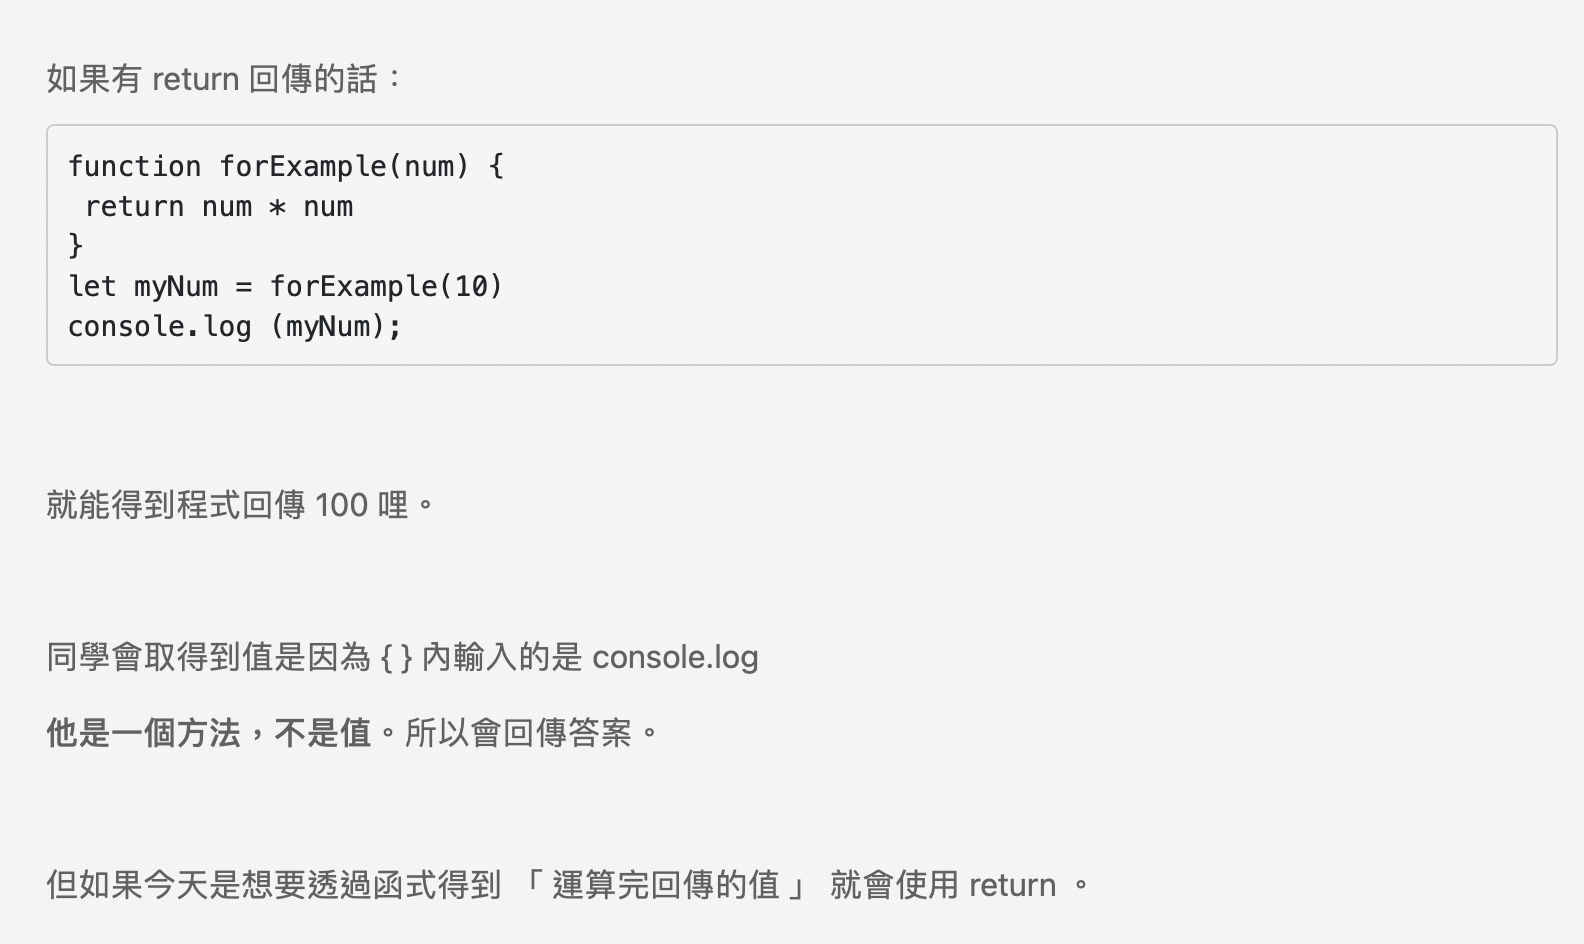 如果有 return 回傳的話：
function forExample(num) {
 return num * num
}
let myNum = forExample(10)
console.log (myNum);
就能得到程式回傳 100 哩。
同學會取得到值是因為 { } 內輸入的是 console.log
他是一個方法，不是值。所以會回傳答案。
但如果今天是想要透過函式得到 「 運算完回傳的值 」 就會使用 return 。